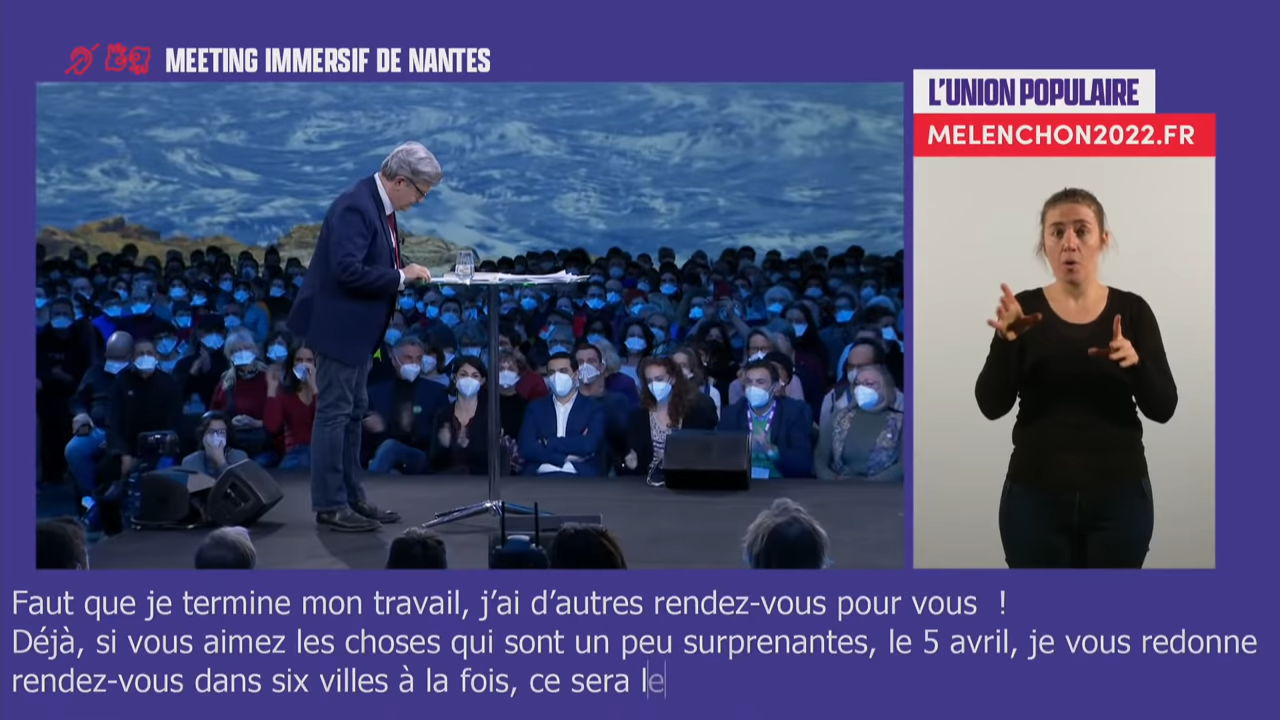 MEETING IMMERSIF DE NANTES
L'UNION POPULAIRE
MELENCHON2022.FR
Faut que je termine mon travail, j'ai d'autres rendez-vous pour vous  !
Déjà, si vous aimez les choses qui sont un peu surprenantes, le 5 avril, je vous redonne
rendez-vous dans six villes à la fois, ce sera le